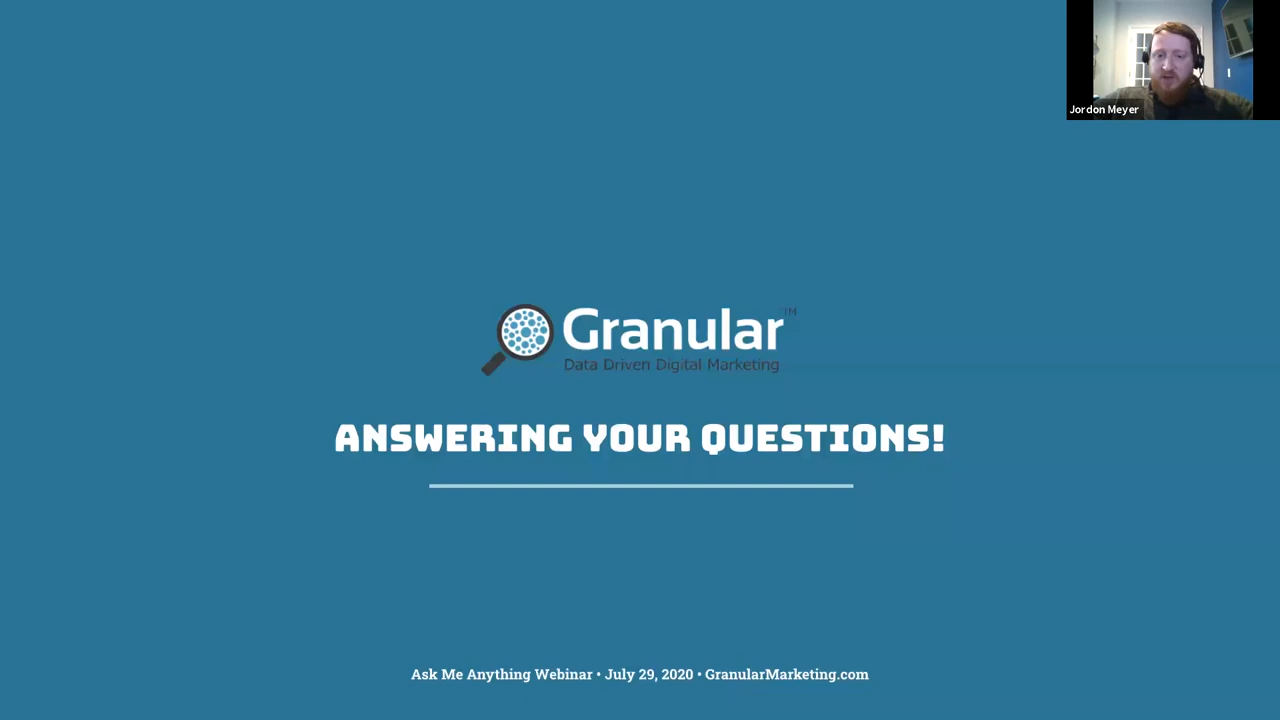 Jordon Meyer
Granular™
Data Driven Digital Marketing
ANSWERING YOUR QUESTIONS!
Ask Me Anything Webinar • July 29, 2020 • GranularMarketing.com